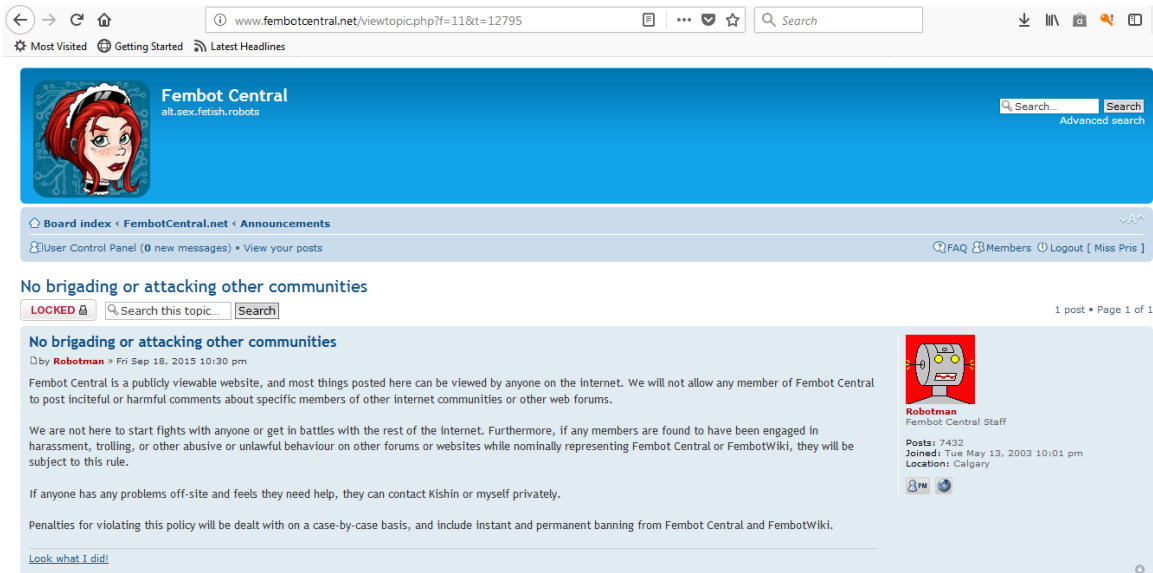 www.fembotcentral.net/viewtopic.php?f=11&t=12795
Search
Most Visited Getting Started Latest Headlines
Fembot Central
alt.sex.fetish.robots
Search... Search
Advanced search
Board index ‹ FembotCentral.net ‹ Announcements
User Control Panel (0 new messages) • View your posts
FAQ Members Logout [ Miss Pris ]
No brigading or attacking other communities
LOCKED Search this topic... Search
1 post • Page 1 of 1
No brigading or attacking other communities
by Robotman » Fri Sep 18, 2015 10:30 pm
Fembot Central is a publicly viewable website, and most things posted here can be viewed by anyone on the internet. We will not allow any member of Fembot Central
to post inciteful or harmful comments about specific members of other internet communities or other web forums.
We are not here to start fights with anyone or get in battles with the rest of the internet. Furthermore, if any members are found to have been engaged in
harassment, trolling, or other abusive or unlawful behaviour on other forums or websites while nominally representing Fembot Central or FembotWiki, they will be
subject to this rule.
If anyone has any problems off-site and feels they need help, they can contact Kishin or myself privately.
Penalties for violating this policy will be dealt with on a case-by-case basis, and include instant and permanent banning from Fembot Central and FembotWiki.
Look what I did!
Robotman
Fembot Central Staff
Posts: 7432
Joined: Tue May 13, 2003 10:01 pm
Location: Calgary
PM